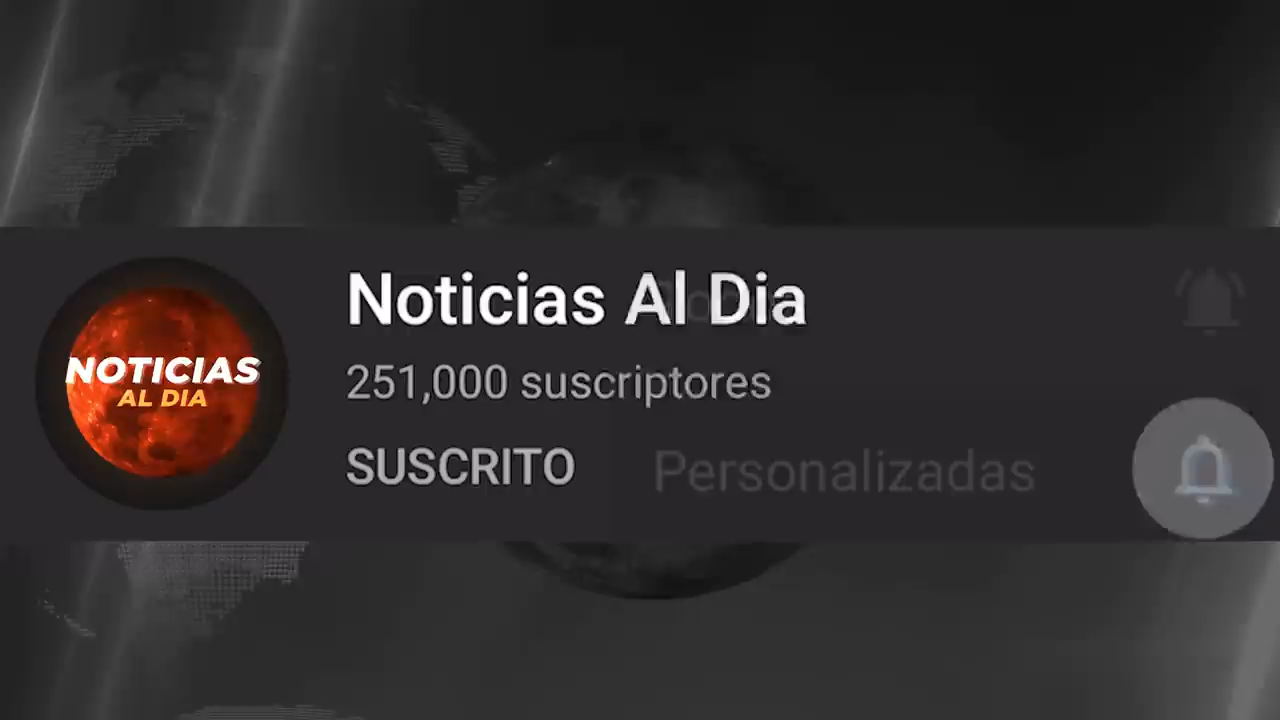 NOTICIAS
AL DIA
Noticias Al Dia
251,000 suscriptores
SUSCRITO
Personalizadas